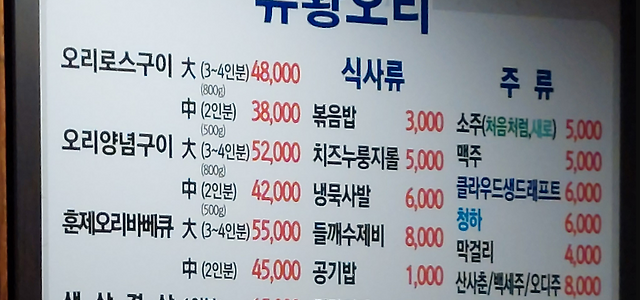 유황오리
오리로스구이 大 (3~4인분) 48,000
(800g)
中 (2인분) 38,000
(500g)
오리양념구이 大 (3~4인분) 52,000
(800g)
中 (2인분) 42,000
(500g)
훈제오리바베큐 大 (3~4인분) 55,000
中 (2인분) 45,000
식사류
볶음밥 3,000
치즈누룽지롤 5,000
냉묵사발 6,000
들깨수제비 8,000
공기밥 1,000
주 류
소주(처음처럼,새로) 5,000
맥주 5,000
클라우드생드래프트 6,000
청하 6,000
막걸리 4,000
산사춘/백세주/오디주 8,000